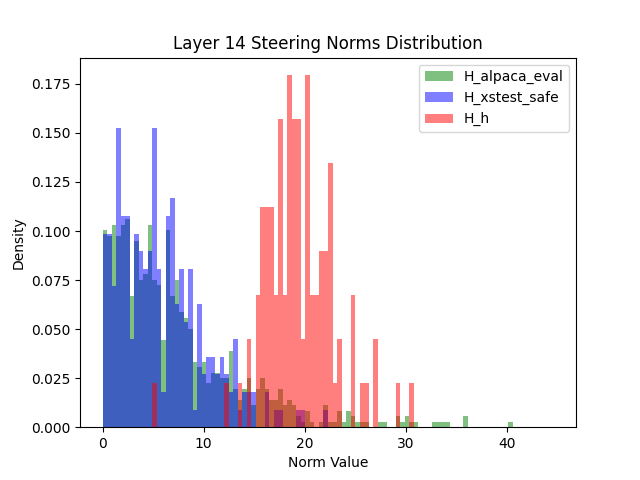 Layer 14 Steering Norms Distribution
H_alpaca_eval
H_xstest_safe
H_h
0.175
0.150
0.125
0.100
0.075
0.050
0.025
0.000
Density
0 10 20 30 40
Norm Value